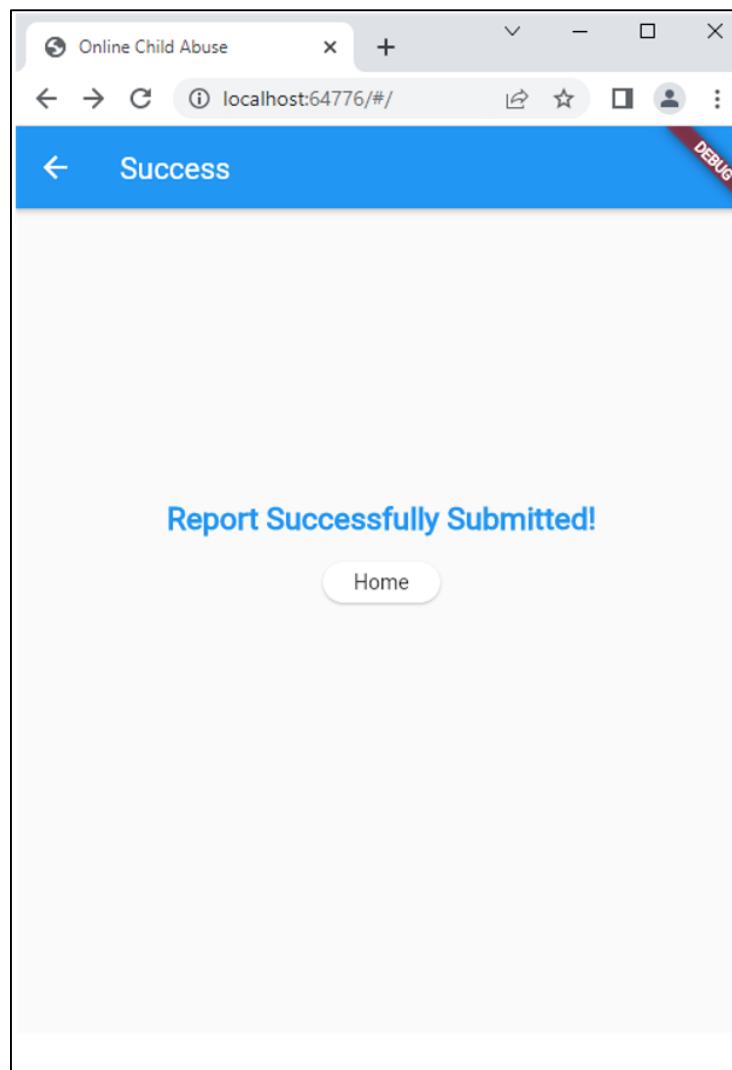 Online Child Abuse
localhost:64776/#/
Success
DEBUG
Report Successfully Submitted!
Home